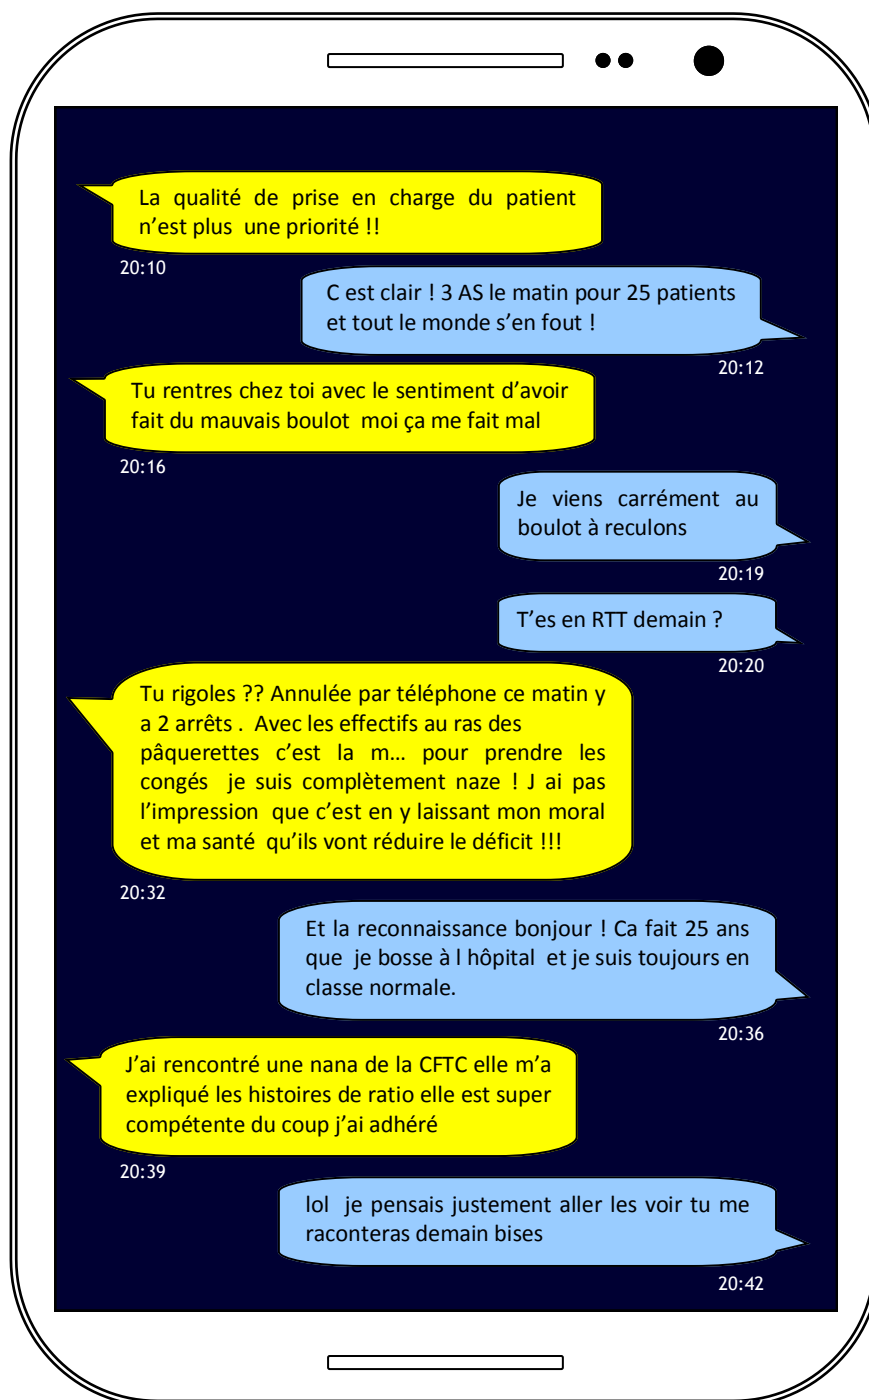 La qualité de prise en charge du patient
n’est plus une priorité !!
20:10
C est clair ! 3 AS le matin pour 25 patients
et tout le monde s’en fout !
20:12
Tu rentres chez toi avec le sentiment d’avoir
fait du mauvais boulot moi ça me fait mal
20:16
Je viens carrément au
boulot à reculons
20:19
T’es en RTT demain ?
20:20
Tu rigoles ?? Annulée par téléphone ce matin y
a 2 arrêts . Avec les effectifs au ras des
pâquerettes c’est la m... pour prendre les
congés je suis complètement naze ! J ai pas
l’impression que c’est en y laissant mon moral
et ma santé qu’ils vont réduire le déficit !!!
20:32
Et la reconnaissance bonjour ! Ca fait 25 ans
que je bosse à l hôpital et je suis toujours en
classe normale.
20:36
J’ai rencontré une nana de la CFTC elle m’a
expliqué les histoires de ratio elle est super
compétente du coup j’ai adhéré
20:39
lol je pensais justement aller les voir tu me
raconteras demain bises
20:42